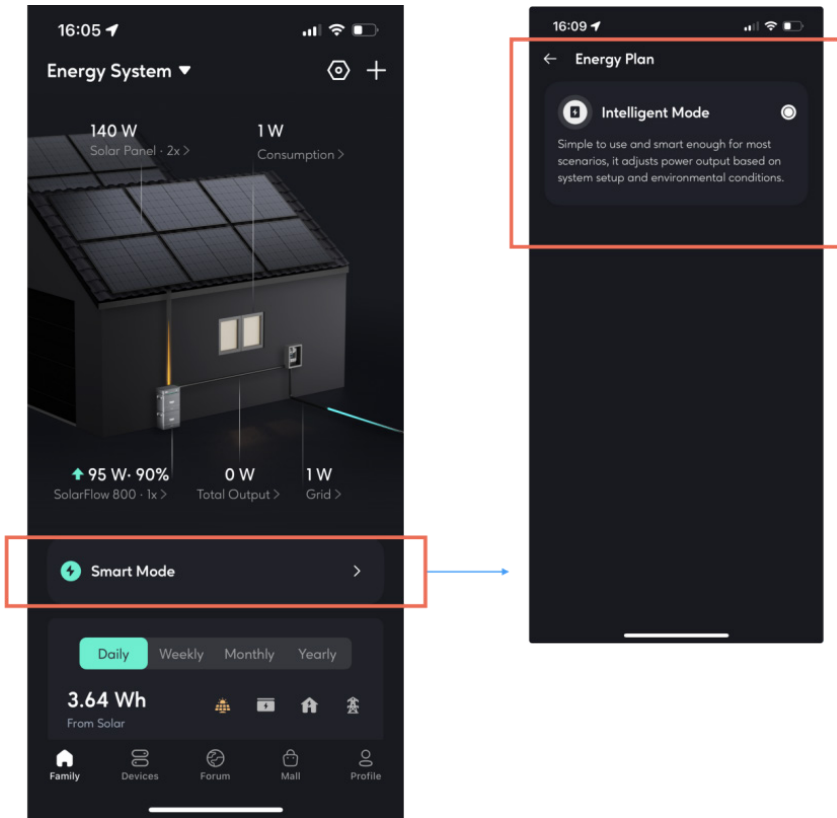 16:05
Energy System
140 W
Solar Panel · 2x >
1 W
Consumption >
95 W· 90%
SolarFlow 800 · 1x >
0 W
Total Output >
1 W
Grid >
Smart Mode
Daily Weekly Monthly Yearly
3.64 Wh
From Solar
Family Devices Forum Mall Profile
16:09
Energy Plan
Intelligent Mode
Simple to use and smart enough for most
scenarios, it adjusts power output based on
system setup and environmental conditions.